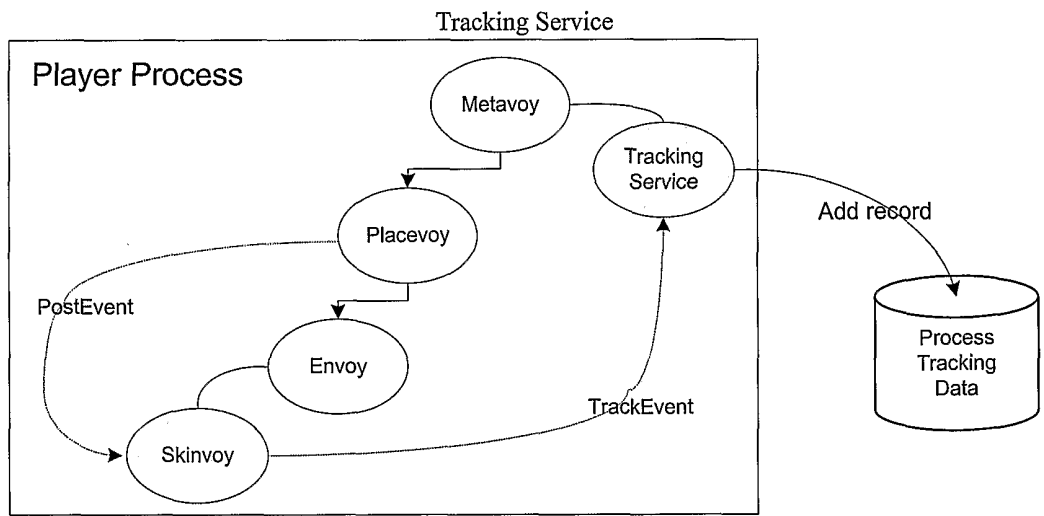 Tracking Service
Player Process
Metavoy
Tracking
Service
Placevoy
Add record
PostEvent
Process
Tracking
Data
Envoy
TrackEvent
Skinvoy